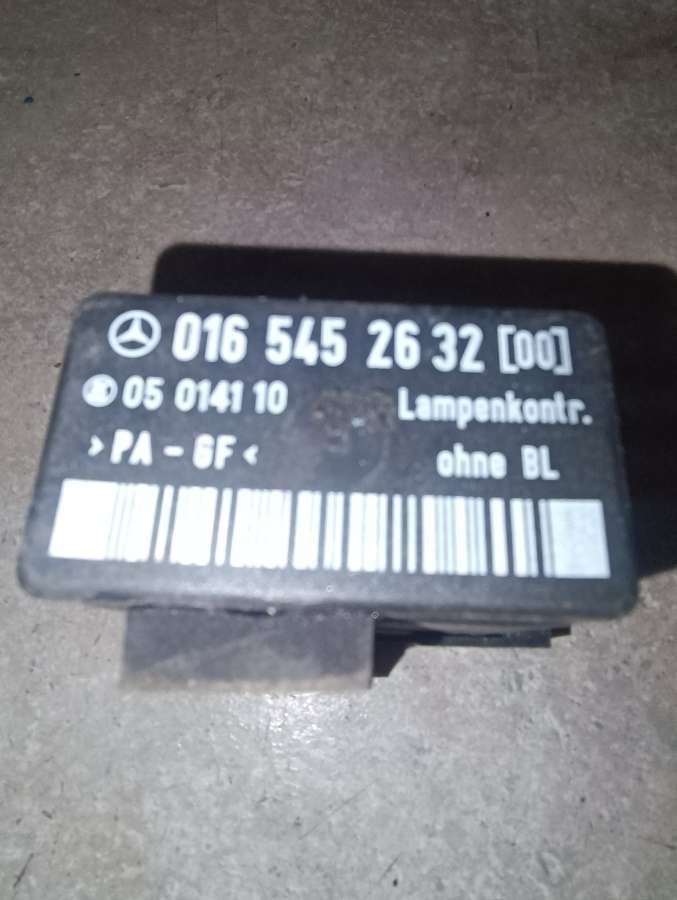 016 545 26 32 [00]
05 0141 10 Lampenkontr.
>PA-GF< ohne BL